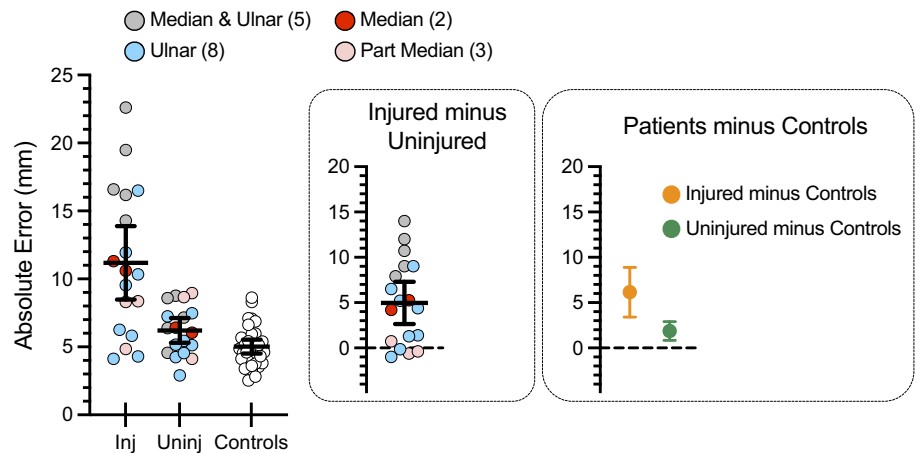 Median & Ulnar (5)
Median (2)
Ulnar (8)
Part Median (3)
Absolute Error (mm)
25
20
15
10
5
0
Inj
Uninj
Controls
Injured minus
Uninjured
20
15
10
5
0
Patients minus Controls
20
15
10
5
0
Injured minus Controls
Uninjured minus Controls